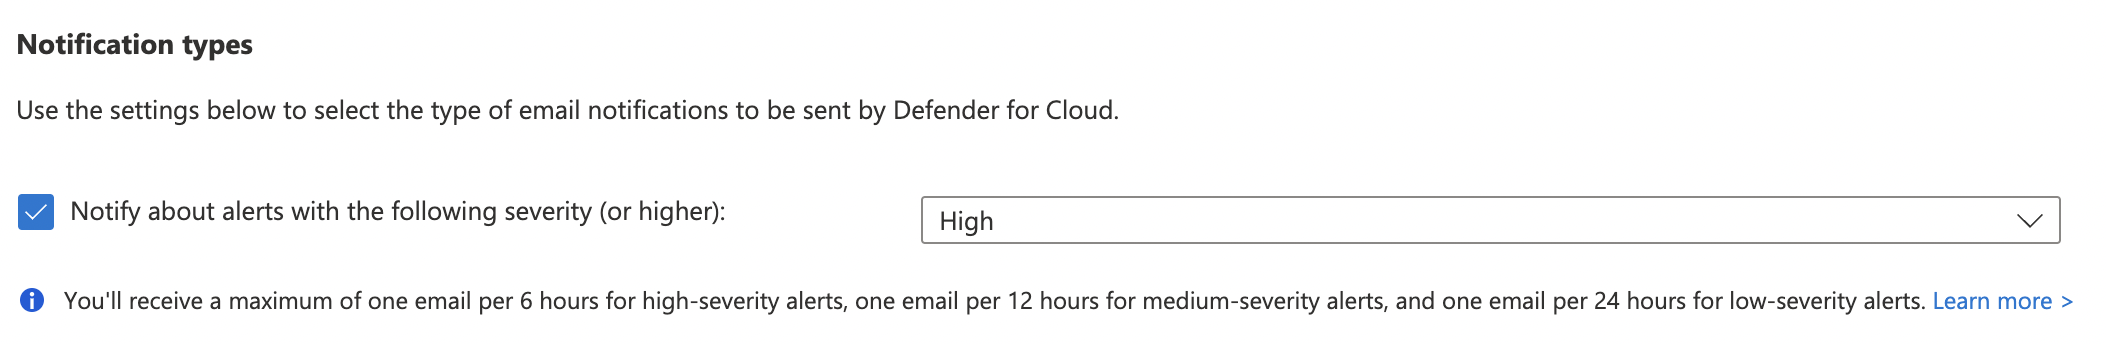 Notification types
Use the settings below to select the type of email notifications to be sent by Defender for Cloud.
Notify about alerts with the following severity (or higher):
High
You'll receive a maximum of one email per 6 hours for high-severity alerts, one email per 12 hours for medium-severity alerts, and one email per 24 hours for low-severity alerts. Learn more >